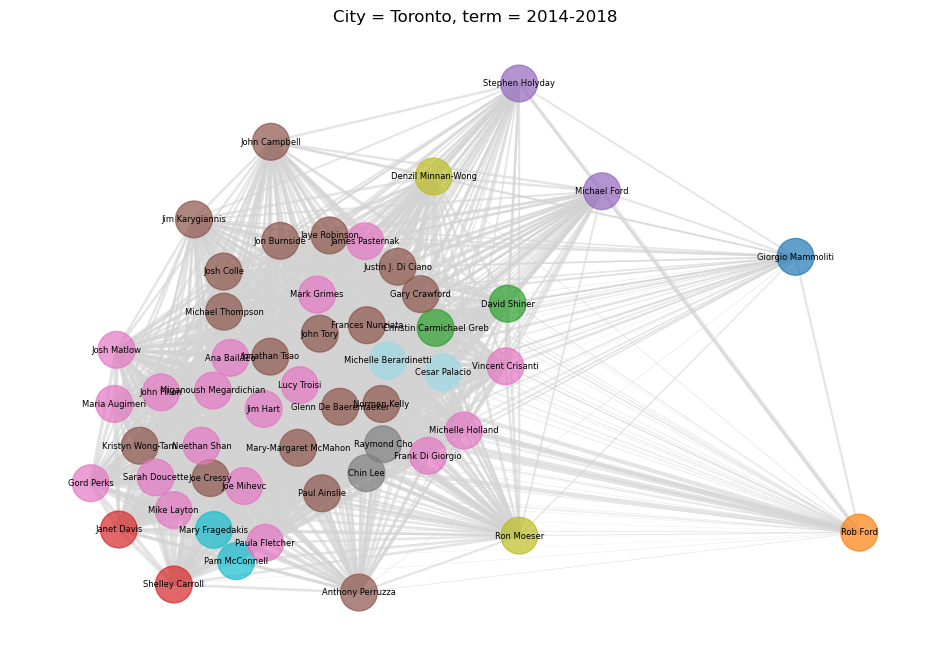 City = Toronto, term = 2014-2018
Stephen Holyday
John Campbell
Denzil Minnan-Wong
Michael Ford
Jim Karygiannis
Jaye Robinson
Jon Burnside
James Pasternak
Giorgio Mammoliti
Justin J. Di Ciano
Josh Colle
Mark Grimes
Gary Crawford
David Shiner
Michael Thompson
Frances Nunziata
Christin Carmichael Greb
John Tory
Josh Matlow
Ana Bailão
Jonathan Tsao
Michelle Berardinetti
Vincent Crisanti
Cesar Palacio
Lucy Troisi
John Filion
Miganoush Megardichian
Maria Augimeri
Jim Hart
Glenn De Baeremaeker
Norman Kelly
Michelle Holland
Kristyn Wong-Tam
Neethan Shan
Raymond Cho
Mary-Margaret McMahon
Frank Di Giorgio
Chin Lee
Sarah Doucette
Joe Cressy
Gord Perks
Joe Mihevc
Paul Ainslie
Mike Layton
Janet Davis
Mary Fragedakis
Rob Ford
Ron Moeser
Paula Fletcher
Pam McConnell
Shelley Carroll
Anthony Perruzza